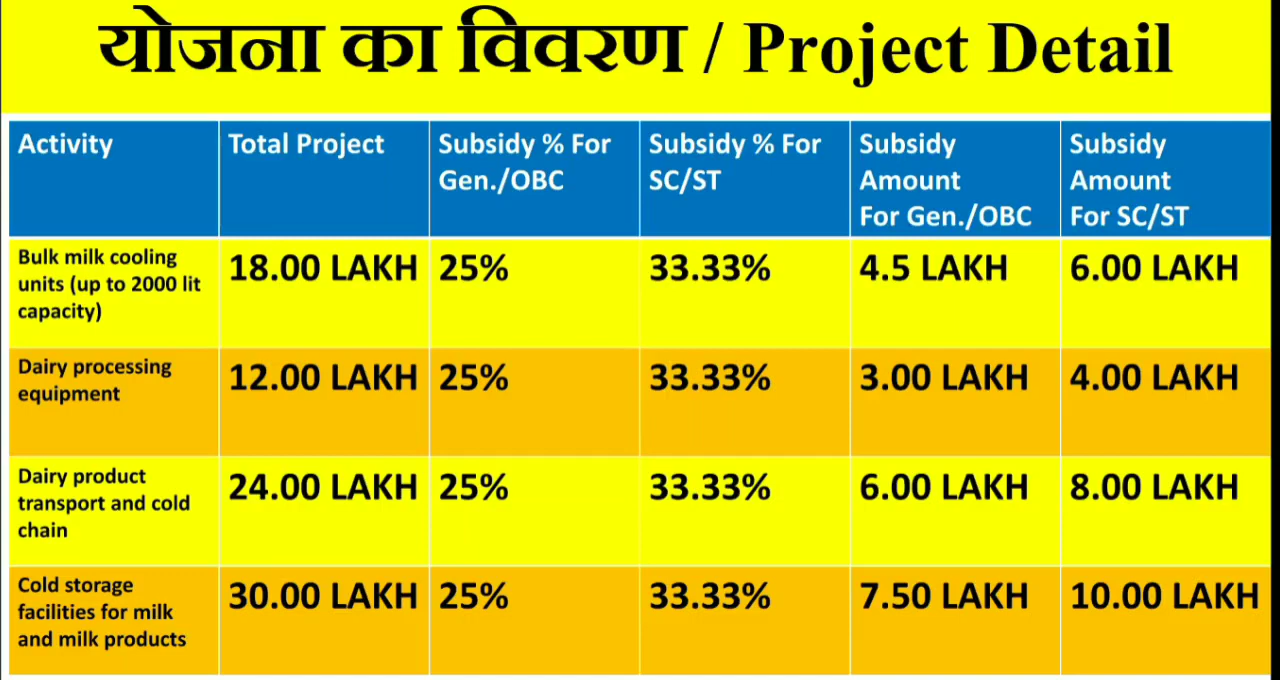 योजना का विवरण / Project Detail
Activity
Total Project
Subsidy % For
Gen./OBC
Subsidy % For
SC/ST
Subsidy
Amount
For Gen./OBC
Subsidy
Amount
For SC/ST
Bulk milk cooling
units (up to 2000 lit
capacity)
18.00 LAKH
25%
33.33%
4.5 LAKH
6.00 LAKH
Dairy processing
equipment
12.00 LAKH
25%
33.33%
3.00 LAKH
4.00 LAKH
Dairy product
transport and cold
chain
24.00 LAKH
25%
33.33%
6.00 LAKH
8.00 LAKH
Cold storage
facilities for milk
and milk products
30.00 LAKH
25%
33.33%
7.50 LAKH
10.00 LAKH